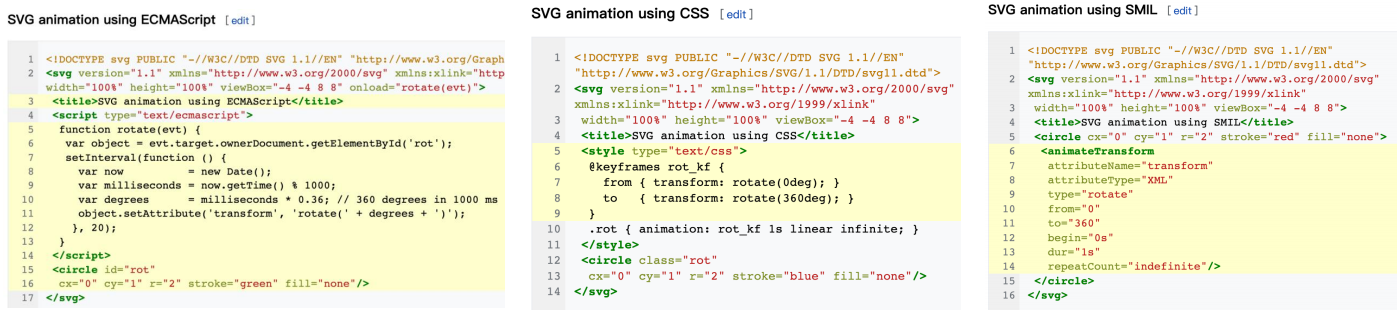 SVG animation using ECMAScript [edit]
1 <!DOCTYPE svg PUBLIC "-//W3C//DTD SVG 1.1//EN" "http://www.w3.org/Graph
2 <svg version="1.1" xmlns="http://www.w3.org/2000/svg" xmlns:xlink="http
width="100%" height="100%" viewBox="-4 -4 8 8" onload="rotate(evt)">
3 <title>SVG animation using ECMAScript</title>
4 <script type="text/ecmascript">
5 function rotate(evt) {
6 var object = evt.target.ownerDocument.getElementById('rot');
7 setInterval(function () {
8 var now = new Date();
9 var milliseconds = now.getTime() % 1000;
10 var degrees = milliseconds * 0.36; // 360 degrees in 1000 ms
11 object.setAttribute('transform', 'rotate(' + degrees + ')');
12 }, 20);
13 }
14 </script>
15 <circle id="rot"
16 cx="0" cy="1" r="2" stroke="green" fill="none"/>
17 </svg>
SVG animation using CSS [edit]
1 <!DOCTYPE svg PUBLIC "-//W3C//DTD SVG 1.1//EN"
"http://www.w3.org/Graphics/SVG/1.1/DTD/svg11.dtd">
2 <svg version="1.1" xmlns="http://www.w3.org/2000/svg"
xmlns:xlink="http://www.w3.org/1999/xlink"
3 width="100%" height="100%" viewBox="-4 -4 8 8">
4 <title>SVG animation using CSS</title>
5 <style type="text/css">
6 @keyframes rot_kf {
7 from { transform: rotate(0deg); }
8 to { transform: rotate(360deg); }
9 }
10 .rot { animation: rot_kf 1s linear infinite; }
11 </style>
12 <circle class="rot"
13 cx="0" cy="1" r="2" stroke="blue" fill="none"/>
14 </svg>
SVG animation using SMIL [edit]
1 <!DOCTYPE svg PUBLIC "-//W3C//DTD SVG 1.1//EN"
"http://www.w3.org/Graphics/SVG/1.1/DTD/svg11.dtd">
2 <svg version="1.1" xmlns="http://www.w3.org/2000/svg"
xmlns:xlink="http://www.w3.org/1999/xlink"
3 width="100%" height="100%" viewBox="-4 -4 8 8">
4 <title>SVG animation using SMIL</title>
5 <circle cx="0" cy="1" r="2" stroke="red" fill="none">
6 <animateTransform
7 attributeName="transform"
8 attributeType="XML"
9 type="rotate"
10 from="0"
11 to="360"
12 begin="0s"
13 dur="1s"
14 repeatCount="indefinite"/>
15 </circle>
16 </svg>